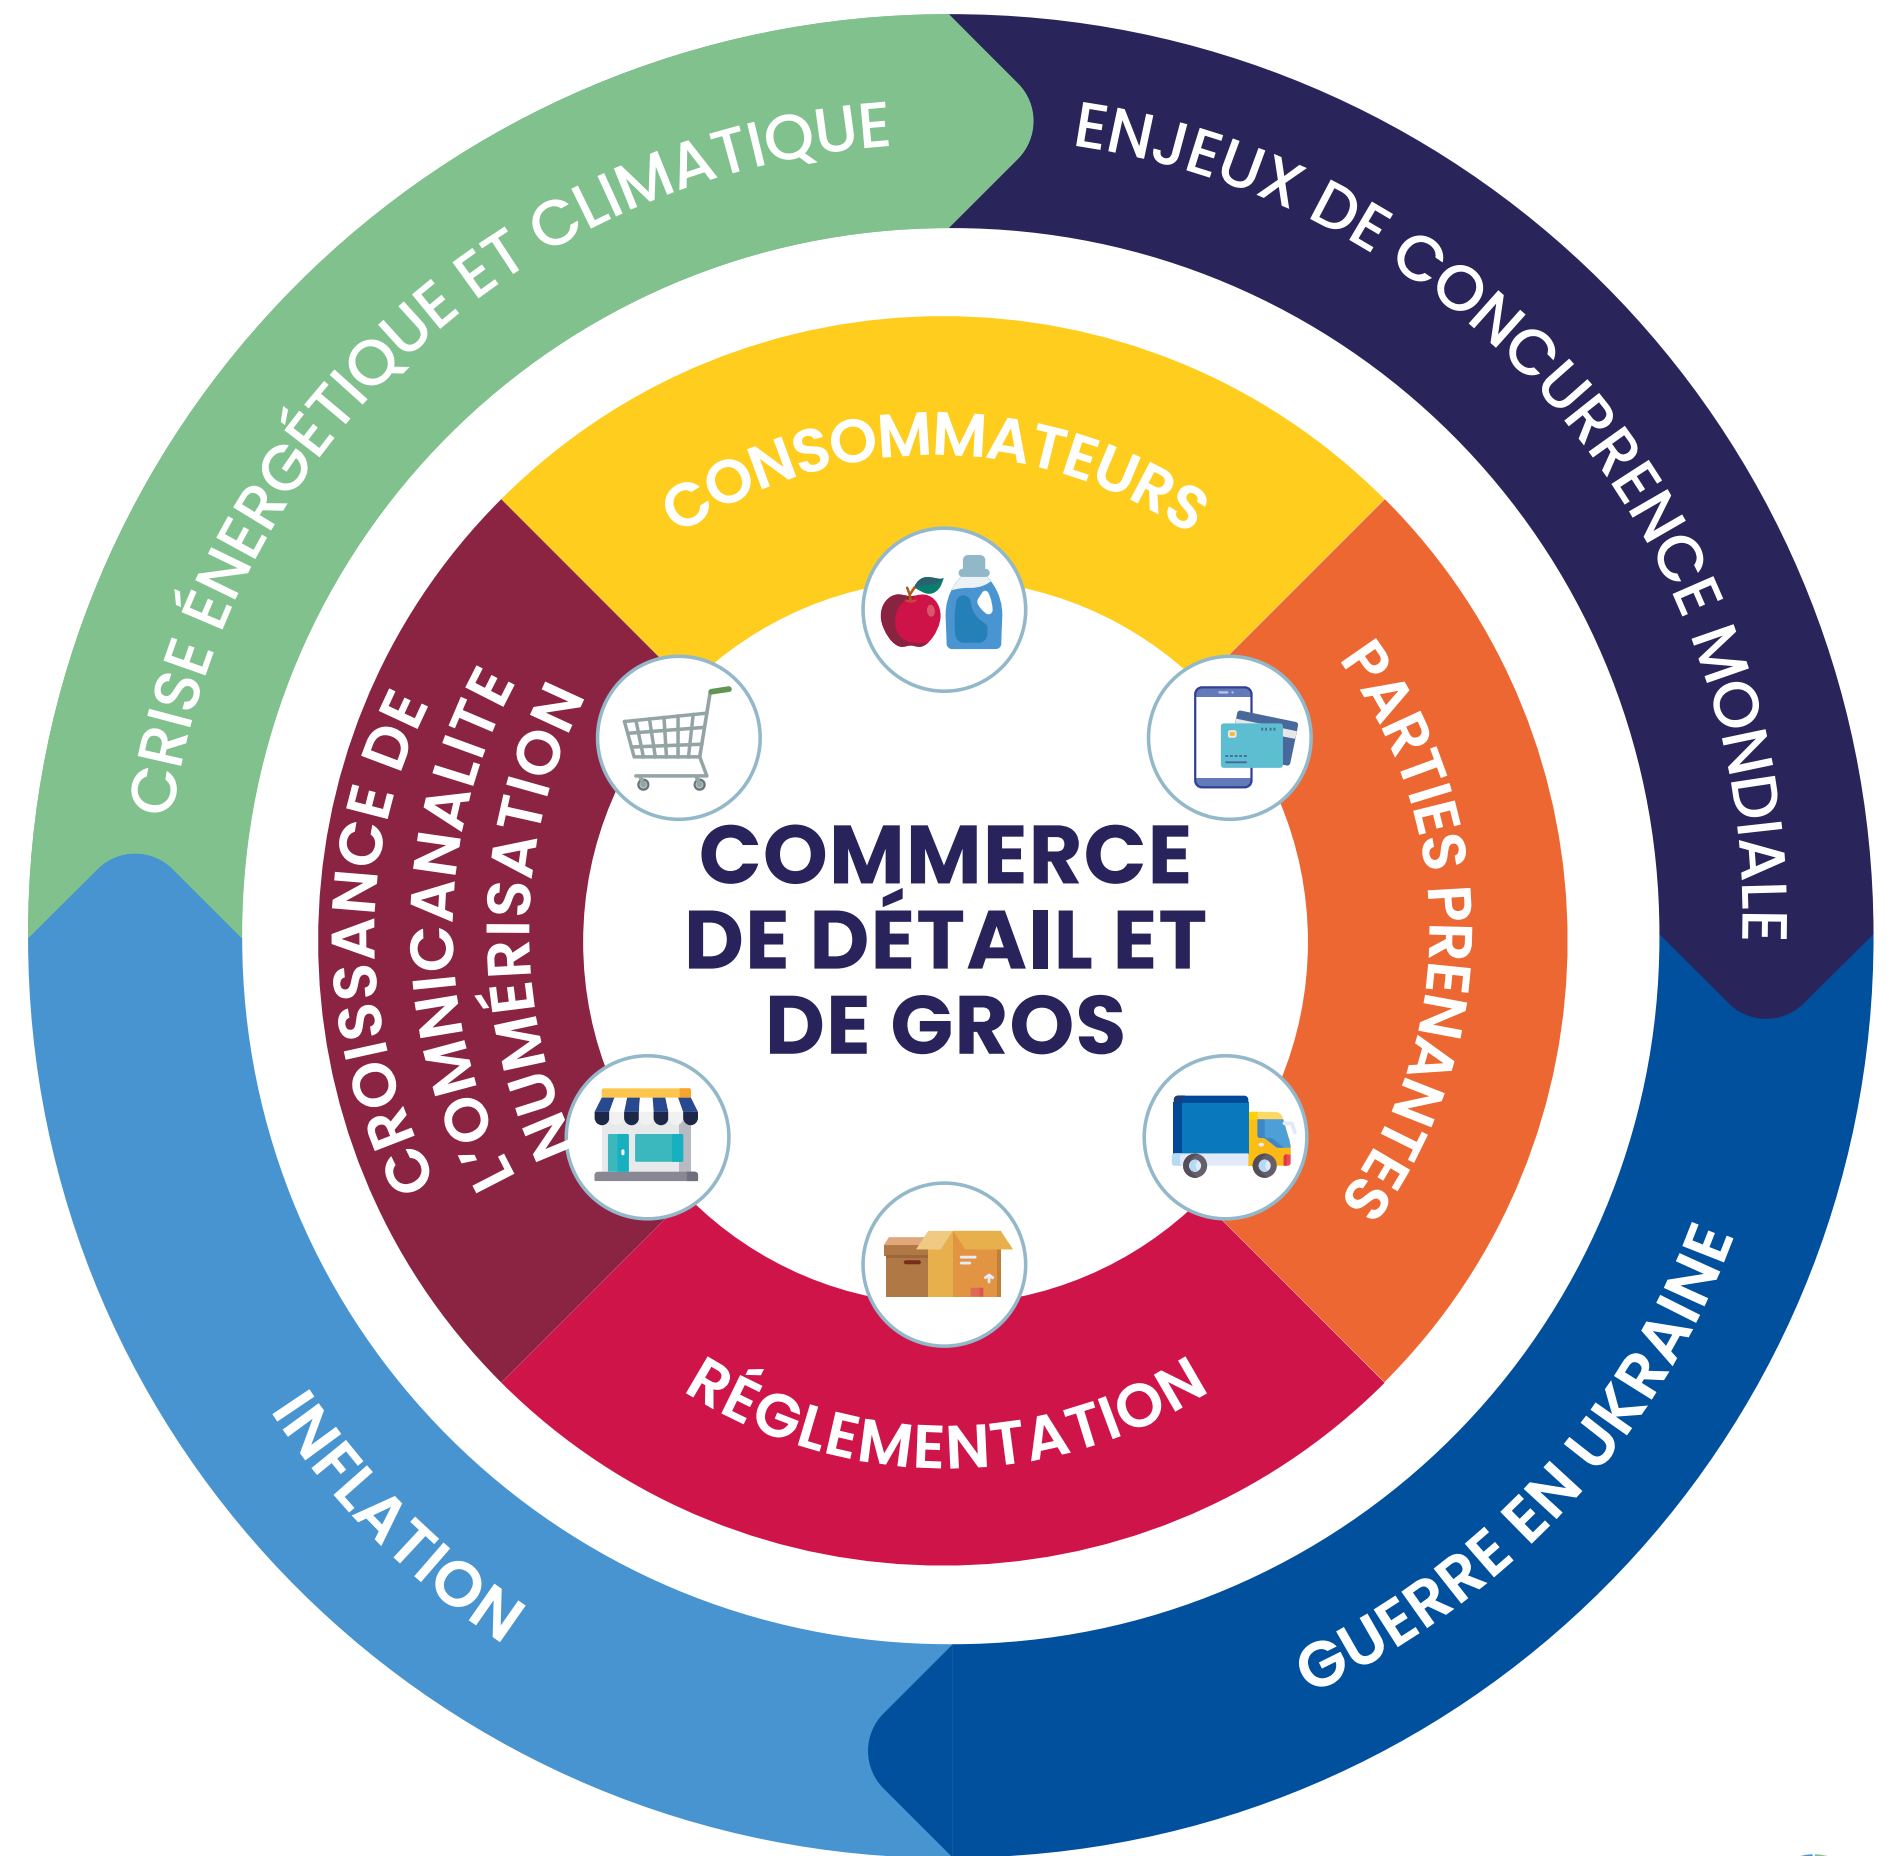 CRISE ÉNERGÉTIQUE ET CLIMATIQUE
ENJEUX DE CONCURRENCE MONDIALE
GUERRE EN UKRAINE
INFLATION
CONSOMMATEURS
PARTIES PRENANTES
RÉGLEMENTATION
CROISSANCE DE
L'OMNICANALITE
L NUMÉRISATION
COMMERCE
DE DÉTAIL ET
DE GROS